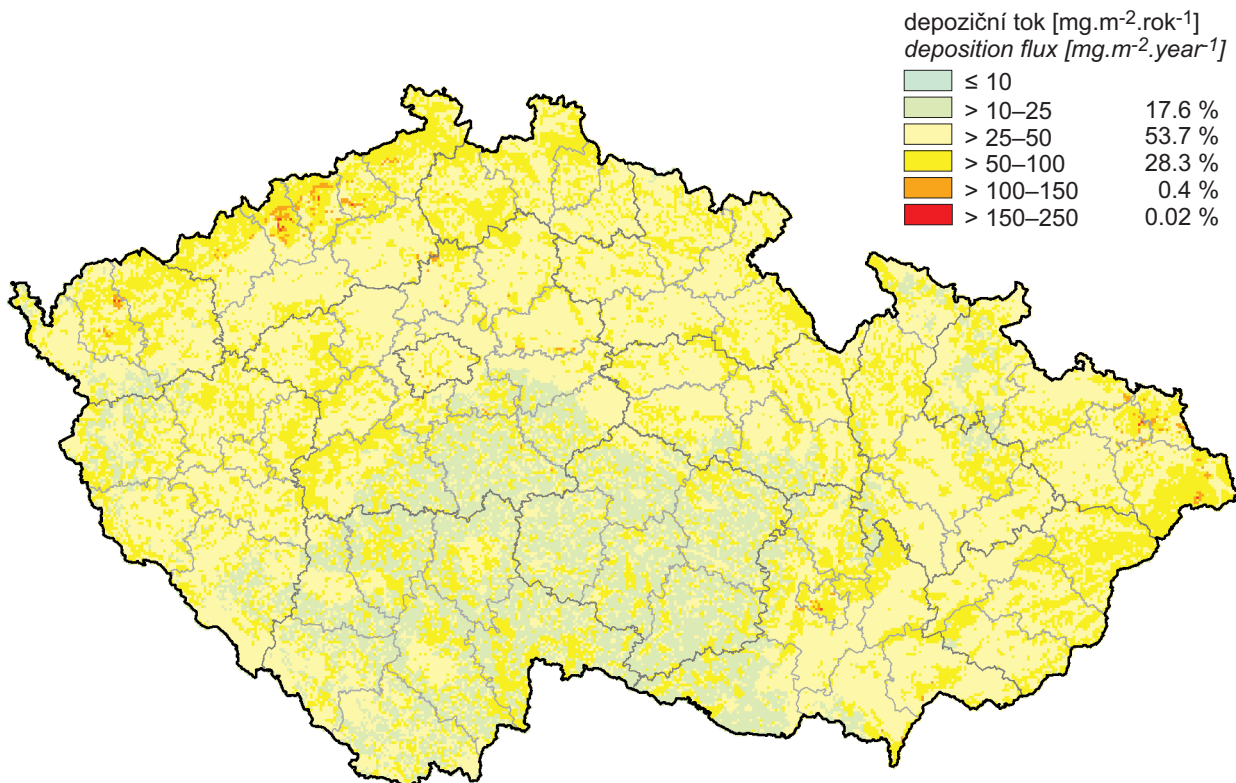 depoziční tok [mg.m-2.rok-1]
deposition flux [mg.m-2.year-1]
≤ 10
> 10–25 17.6 %
> 25–50 53.7 %
> 50–100 28.3 %
> 100–150 0.4 %
> 150–250 0.02 %